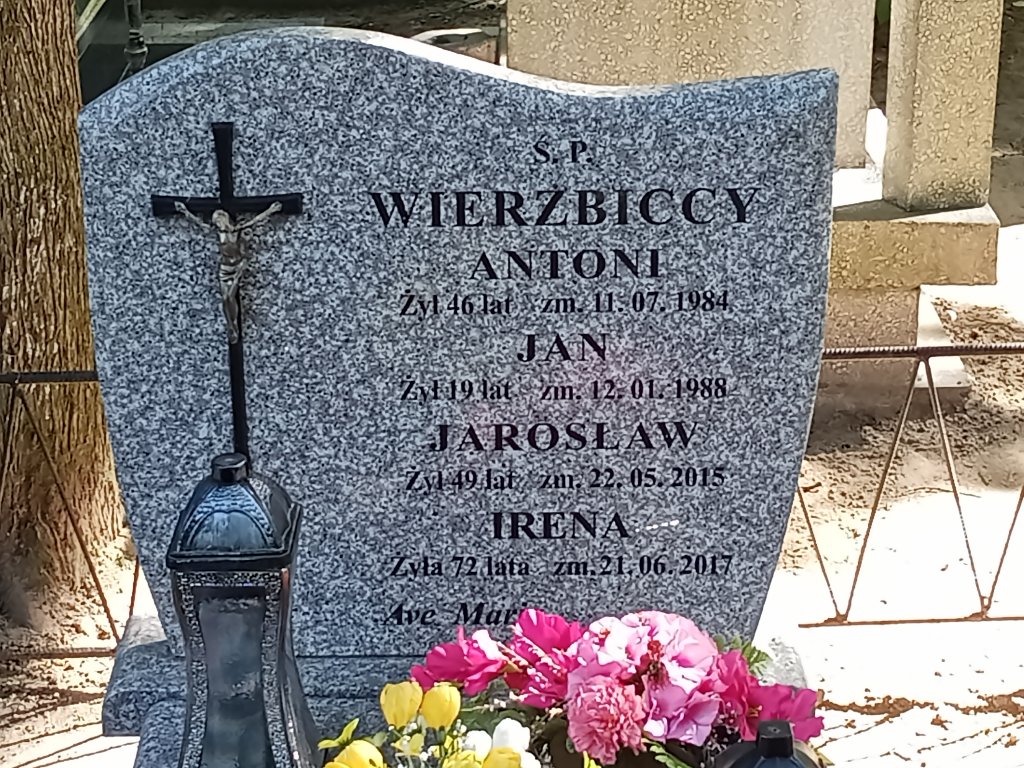 Ś. P.
WIERZBICCY
ANTONI
Żył 46 lat zm. 11. 07. 1984
JAN
Żył 19 lat zm. 12. 01. 1988
JAROSŁAW
Żył 49 lat zm. 22. 05. 2015
IRENA
Żyła 72 lata zm. 21. 06. 2017
Ave